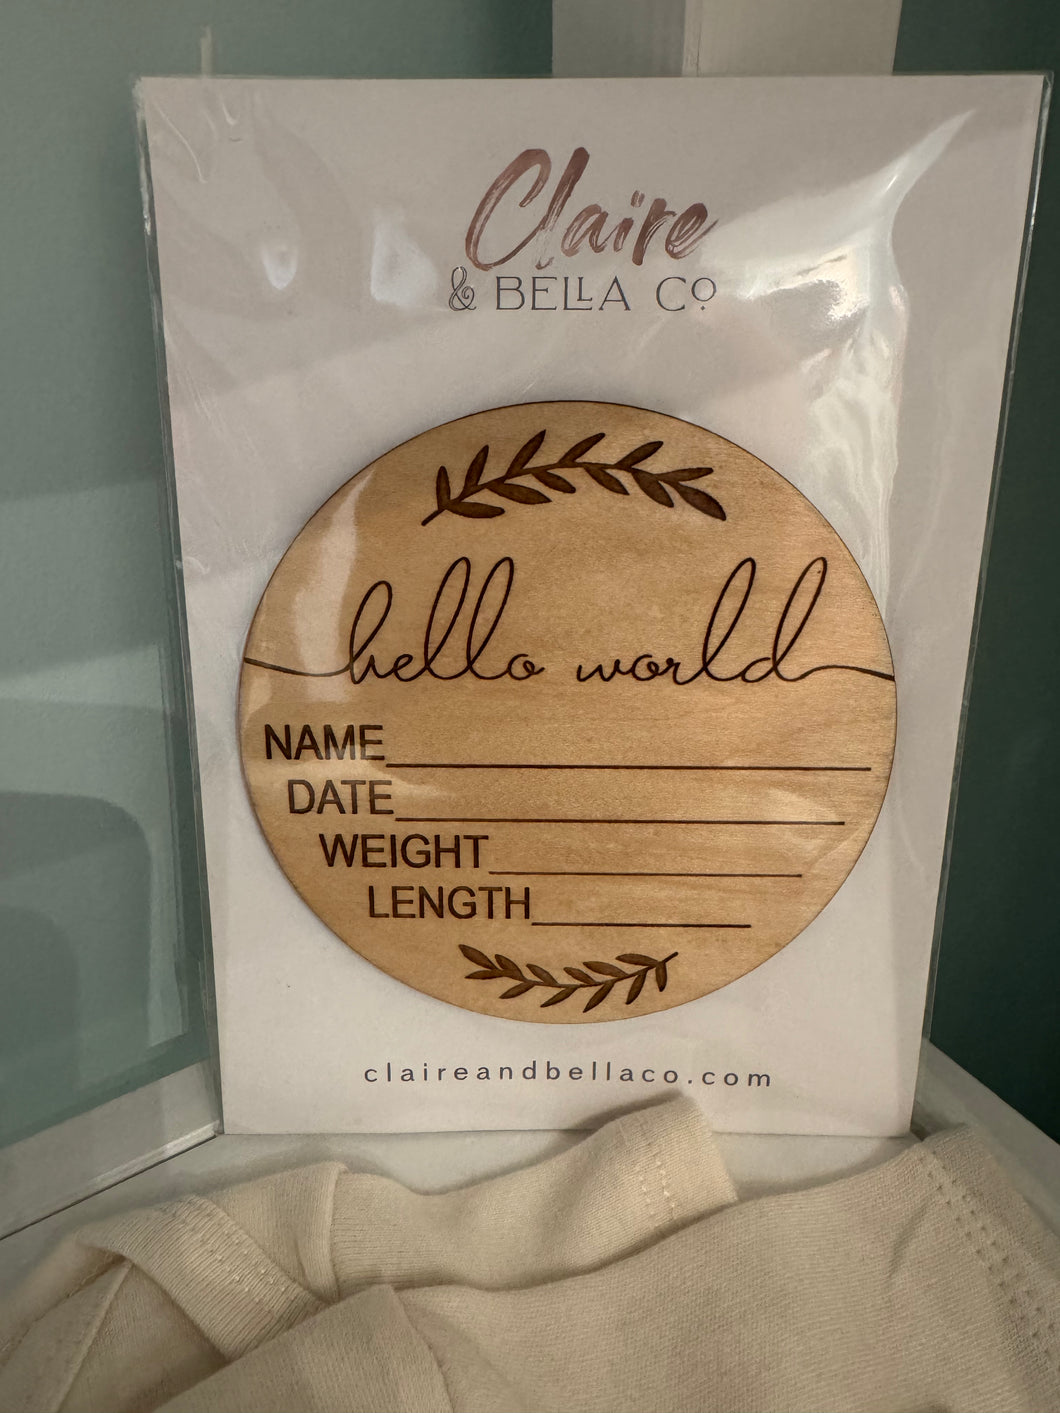 Claire
& BELLA CO
hello world
NAME
DATE
WEIGHT
LENGTH
claireandbellaco.com